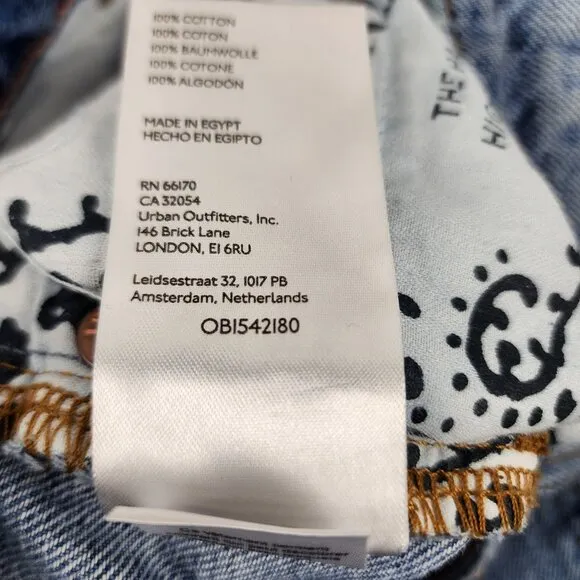 100% COTTON
100% COTON
100% BAUMWOLLE
100% COTONE
100% ALGODÓN
MADE IN EGYPT
HECHO EN EGIPTO
RN 66170
CA 32054
Urban Outfitters, Inc.
146 Brick Lane
LONDON, E1 6RU
Leidsestraat 32, 1017 PB
Amsterdam, Netherlands
OB1542180
THE